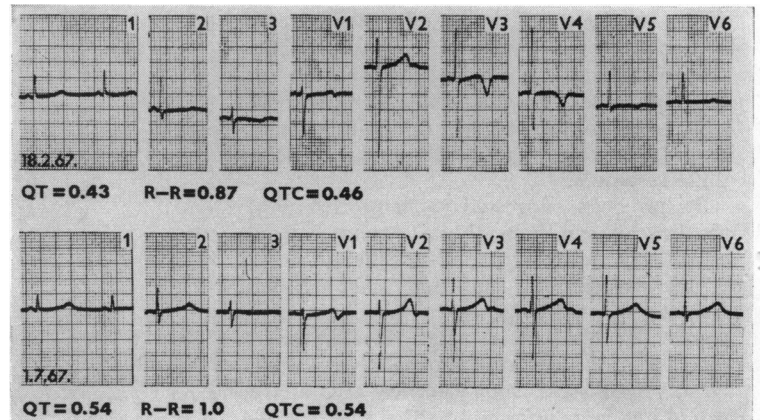 1 2 3 V1 V2 V3 V4 V5 V6
18.2.67.
QT=0.43 R-R=0.87 QTC=0.46
1 2 3 V1 V2 V3 V4 V5 V6
1.7.67.
QT=0.54 R-R=1.0 QTC=0.54